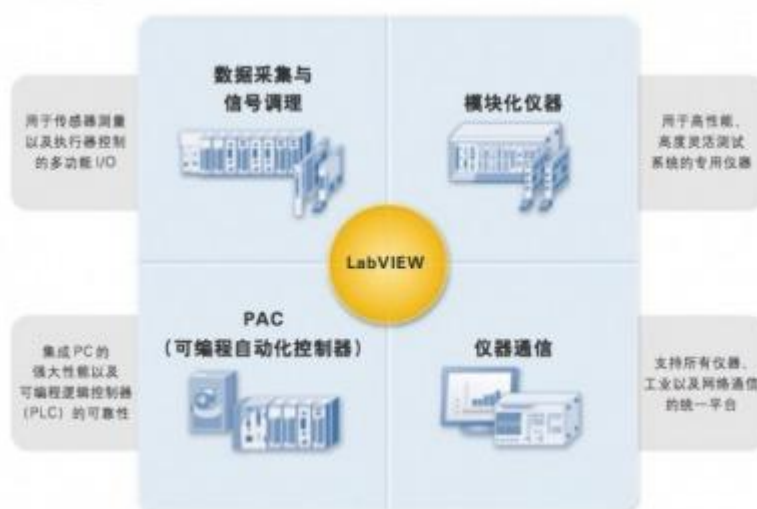 数据采集与
信号调理
模块化仪器
用于传感器测量
以及执行器控制
的多功能 I/O
用于高性能、
高度灵活测试
系统的专用仪器
LabVIEW
PAC
（可编程自动化控制器）
仪器通信
集成 PC 的
强大性能以及
可编程逻辑控制器
（PLC）的可靠性
支持所有仪器、
工业以及网络通信
的统一平台